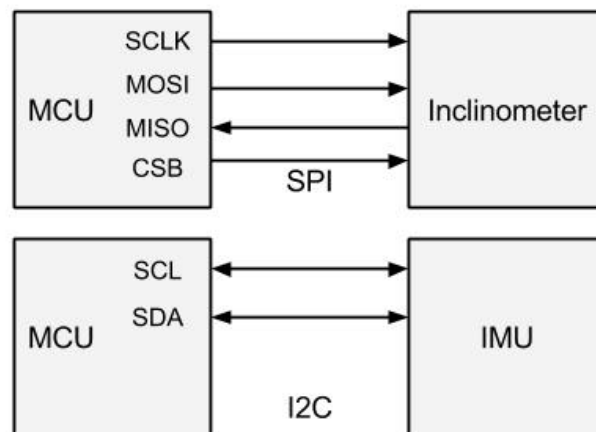 SCLK
MOSI
MCU
Inclinometer
MISO
CSB
SPI
SCL
SDA
MCU
IMU
I2C